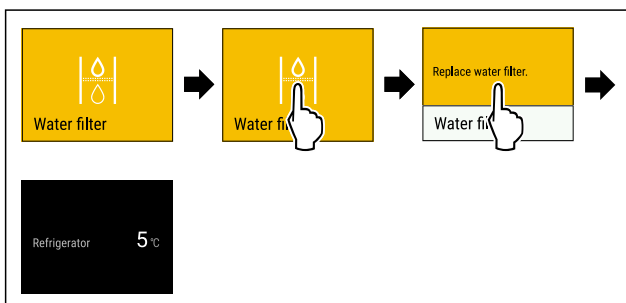 Water filter
Water fi
Replace water filter.
Water fi
Refrigerator 5 °C